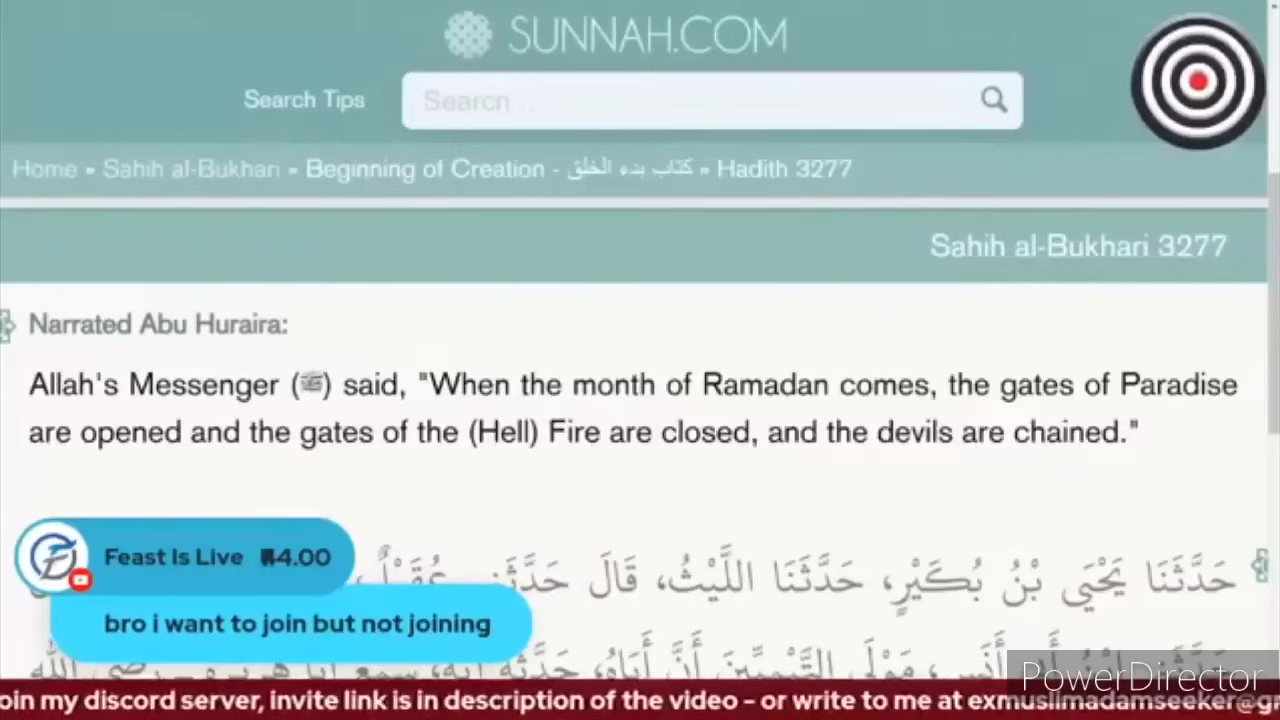 SUNNAH.COM
Search Tips
Search ...
Home » Sahih al-Bukhari » Beginning of Creation - كتاب بدء الخلق » Hadith 3277
Sahih al-Bukhari 3277
Narrated Abu Huraira:
Allah's Messenger (ﷺ) said, "When the month of Ramadan comes, the gates of Paradise
are opened and the gates of the (Hell) Fire are closed, and the devils are chained."
Feast Is Live 4.00
حَدَّثَنَا يَحْيَى بْنُ بُكَيْرٍ، حَدَّثَنَا اللَّيْثُ، قَالَ حَدَّثَنِي عُقَيْلٌ،
bro i want to join but not joining
أَنَسٍ، مَوْلَى التَّيْمِيِّينَ أَنَّ أَبَاهُ، حَدَّثَهُ أَنَّهُ، سَمِعَ أَبَا
PowerDirector
oin my discord server, invite link is in description of the video - or write to me at exmuslimadamseeker@g